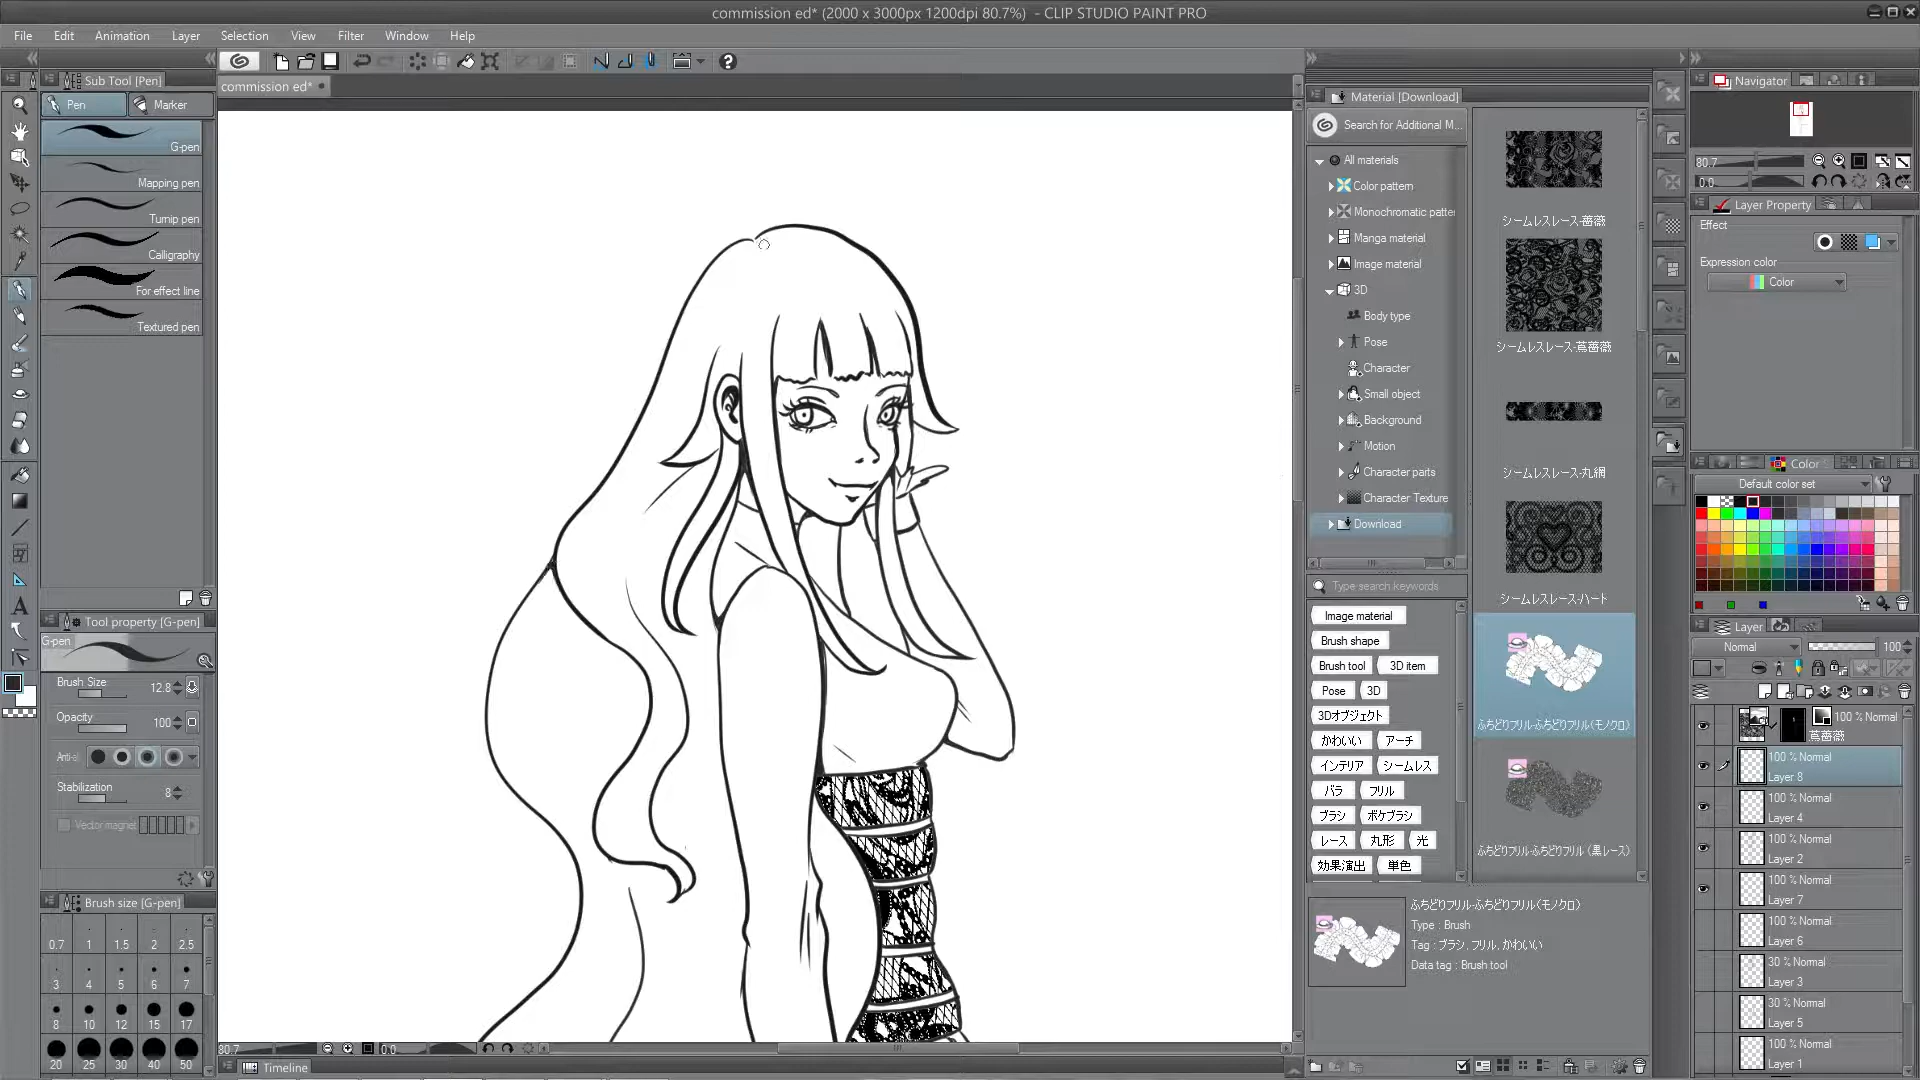 commission ed* (2000 x 3000px 1200dpi 80.7%) - CLIP STUDIO PAINT PRO
File Edit Animation Layer Selection View Filter Window Help
Sub Tool [Pen]
Pen Marker
G-pen
Mapping pen
Turnip pen
Calligraphy
For effect line
Textured pen
Tool property [G-pen]
G-pen
Brush Size 12.8
Opacity 100
Stabilization 8
Vector magnet
Brush size [G-pen]
0.7 1 1.5 2 2.5
3 4 5 6 7
8 10 12 15 17
20 25 30 40 50
commission ed*
80.7 0.0
Timeline
Material [Download]
Search for Additional M...
All materials
Color pattern
Monochromatic patte
Manga material
Image material
3D
Body type
Pose
Character
Small object
Background
Motion
Character parts
Character Texture
Download
Type search keywords
Image material
Brush shape
Brush tool 3D item
Pose 3D
3Dオブジェクト
かわいい アーチ
インテリア シームレス
バラ フリル
ブラシ ボケブラシ
レース 丸形 光
効果演出 単色
シームレスレース-薔薇
シームレスレース-蔦薔薇
シームレスレース-丸網
シームレスレース-ハート
ふちどりフリル-ふちどりフリル(モノクロ)
ふちどりフリル-ふちどりフリル(黒レース)
ふちどりフリル-ふちどりフリル(モノクロ)
Type : Brush
Tag : ブラシ, フリル, かわいい
Data tag : Brush tool
Navigator
80.7
0.0
Layer Property
Effect
Expression color
Color
Color
Default color set
Layer
Normal 100
100 % Normal
蔦薔薇
100 % Normal
Layer 8
100 % Normal
Layer 4
100 % Normal
Layer 2
100 % Normal
Layer 7
100 % Normal
Layer 6
30 % Normal
Layer 3
30 % Normal
Layer 5
100 % Normal
Layer 1